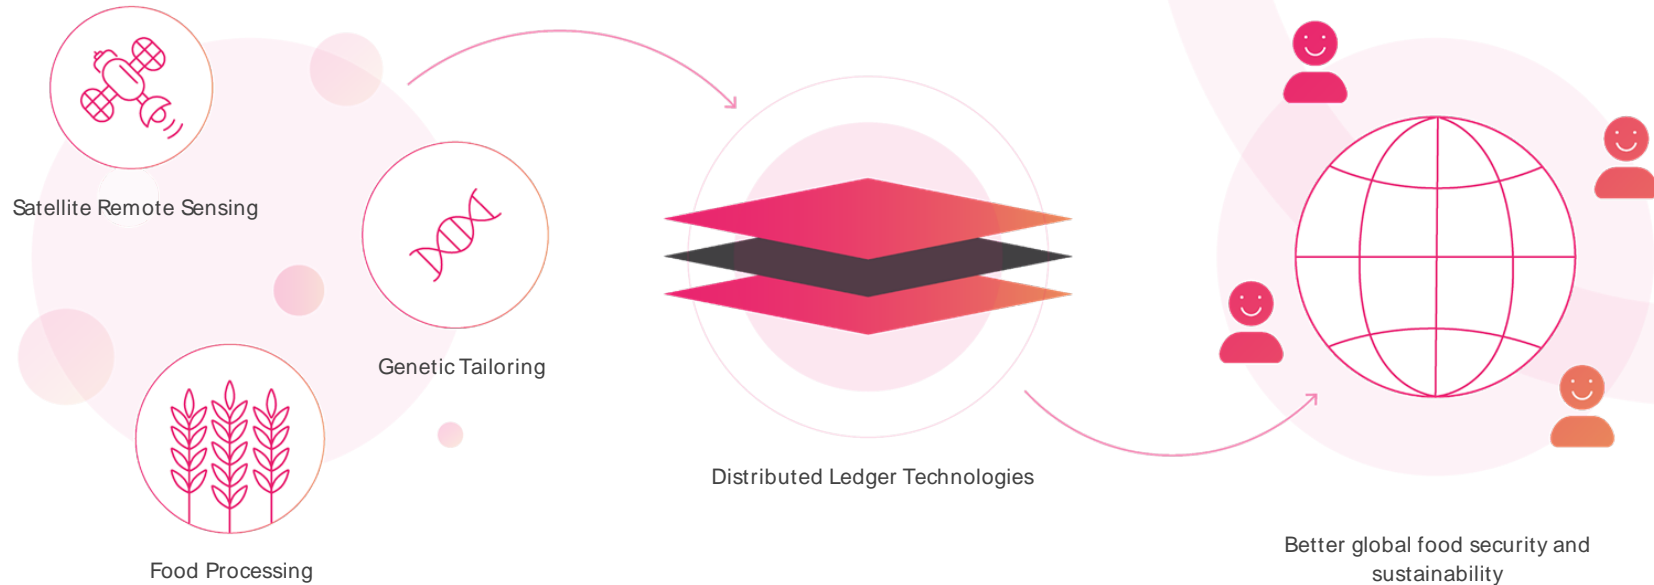 Satellite Remote Sensing
Genetic Tailoring
Food Processing
Distributed Ledger Technologies
Better global food security and
sustainability